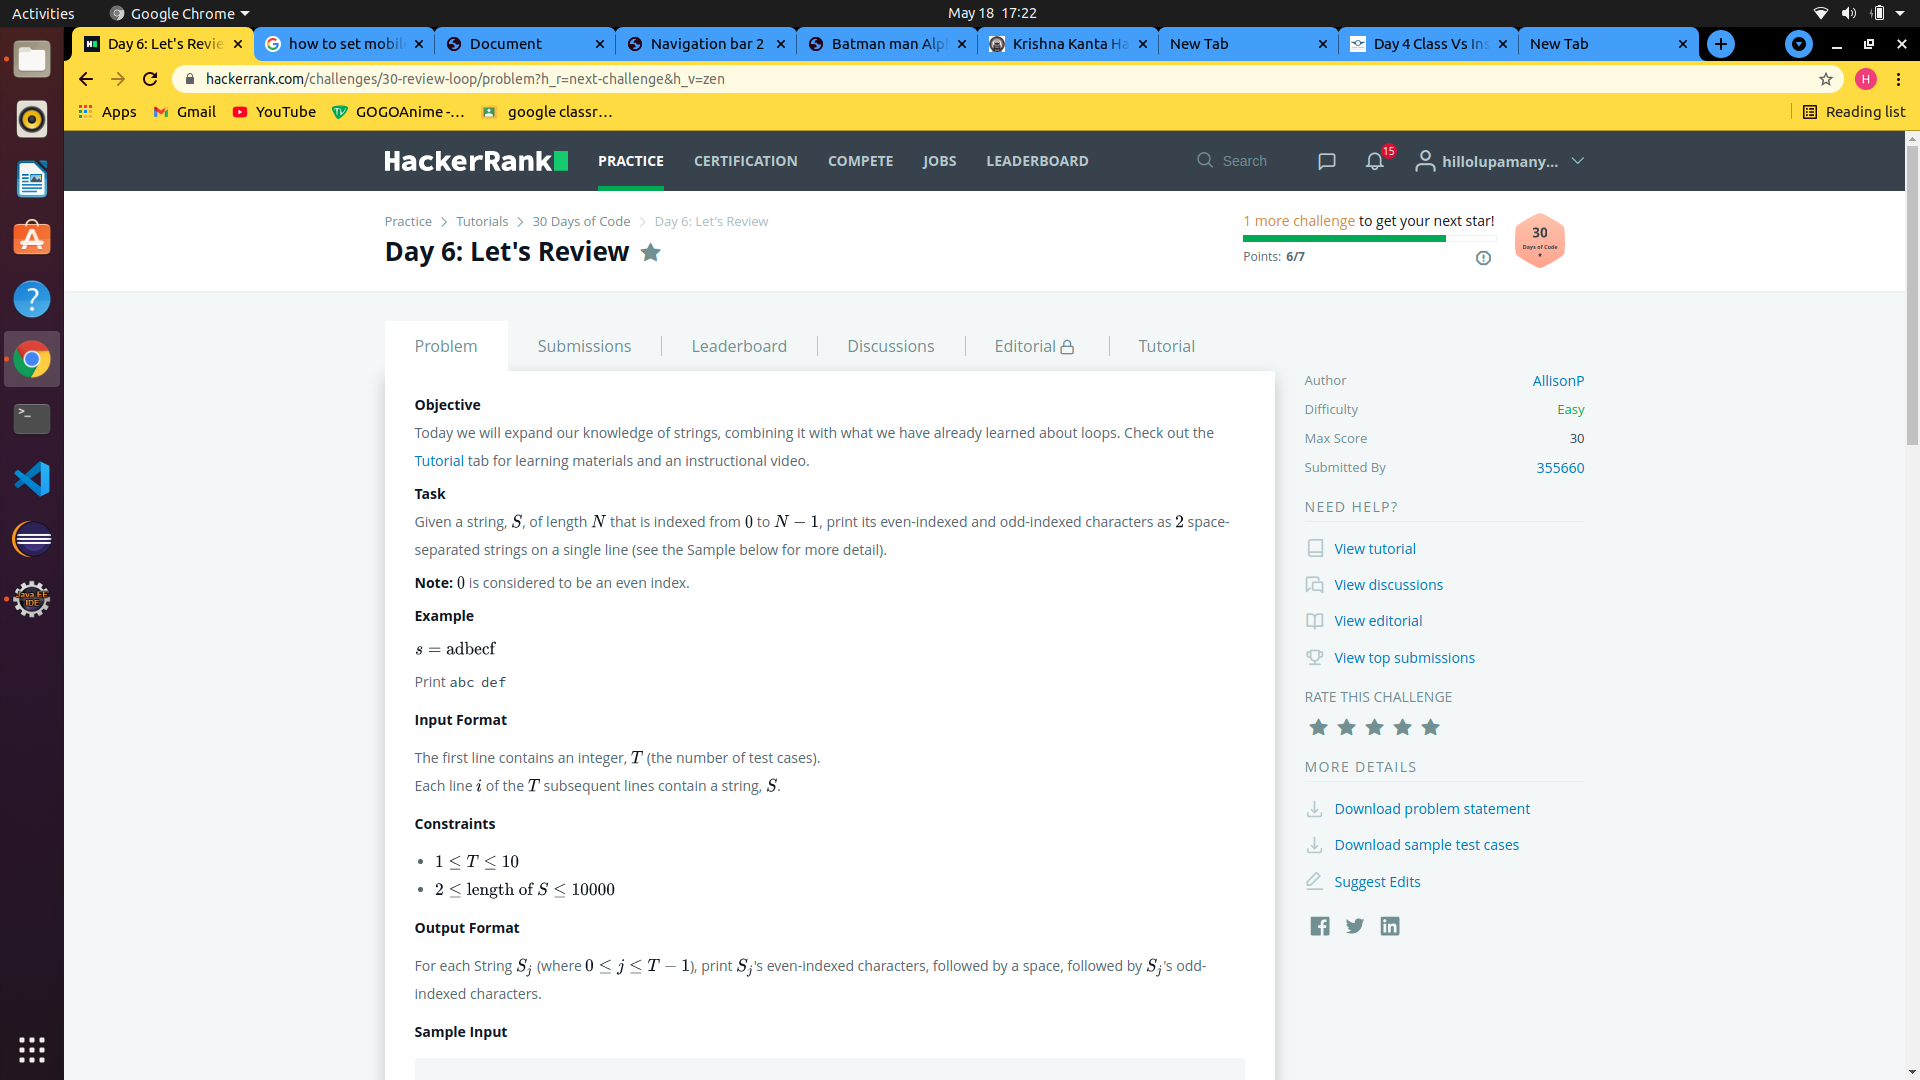 Activities Google Chrome May 18 17:22
Day 6: Let's Revie how to set mobil Document Navigation bar 2 Batman man Alp Krishna Kanta Ha New Tab Day 4 Class Vs Ins New Tab
hackerrank.com/challenges/30-review-loop/problem?h_r=next-challenge&h_v=zen H
Apps Gmail YouTube GOGOAnime -... google classr... Reading list
HackerRank PRACTICE CERTIFICATION COMPETE JOBS LEADERBOARD Search 15 hillolupamany...
Practice Tutorials 30 Days of Code Day 6: Let's Review
Day 6: Let's Review
1 more challenge to get your next star!
Points: 6/7
30
Days of Code
Problem Submissions Leaderboard Discussions Editorial Tutorial
Objective
Today we will expand our knowledge of strings, combining it with what we have already learned about loops. Check out the
Tutorial tab for learning materials and an instructional video.
Task
Given a string, S, of length N that is indexed from 0 to N − 1, print its even-indexed and odd-indexed characters as 2 space-
separated strings on a single line (see the Sample below for more detail).
Note: 0 is considered to be an even index.
Example
s = adbecf
Print abc def
Input Format
The first line contains an integer, T (the number of test cases).
Each line i of the T subsequent lines contain a string, S.
Constraints
• 1 ≤ T ≤ 10
• 2 ≤ length of S ≤ 10000
Output Format
For each String Sj (where 0 ≤ j ≤ T − 1), print Sj's even-indexed characters, followed by a space, followed by Sj's odd-
indexed characters.
Sample Input
Author AllisonP
Difficulty Easy
Max Score 30
Submitted By 355660
NEED HELP?
View tutorial
View discussions
View editorial
View top submissions
RATE THIS CHALLENGE
MORE DETAILS
Download problem statement
Download sample test cases
Suggest Edits
Java EE
IDE